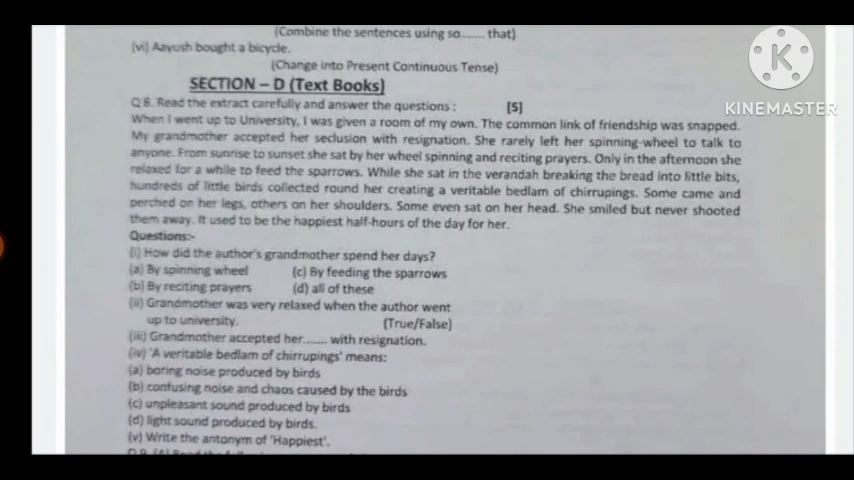 (Combine the sentences using so....... that)
(vi) Aayush bought a bicycle.
(Change into Present Continuous Tense)
SECTION – D (Text Books)
Q 8. Read the extract carefully and answer the questions : [5]
When I went up to University, I was given a room of my own. The common link of friendship was snapped.
My grandmother accepted her seclusion with resignation. She rarely left her spinning-wheel to talk to
anyone. From sunrise to sunset she sat by her wheel spinning and reciting prayers. Only in the afternoon she
relaxed for a while to feed the sparrows. While she sat in the verandah breaking the bread into little bits,
hundreds of little birds collected round her creating a veritable bedlam of chirrupings. Some came and
perched on her legs, others on her shoulders. Some even sat on her head. She smiled but never shooted
them away. It used to be the happiest half-hours of the day for her.
Questions:-
(i) How did the author's grandmother spend her days?
(a) By spinning wheel (c) By feeding the sparrows
(b) By reciting prayers (d) all of these
(ii) Grandmother was very relaxed when the author went
up to university. (True/False)
(iii) Grandmother accepted her....... with resignation.
(iv) 'A veritable bedlam of chirrupings' means:
(a) boring noise produced by birds
(b) confusing noise and chaos caused by the birds
(c) unpleasant sound produced by birds
(d) light sound produced by birds.
(v) Write the antonym of 'Happiest'.
K
KINEMASTER